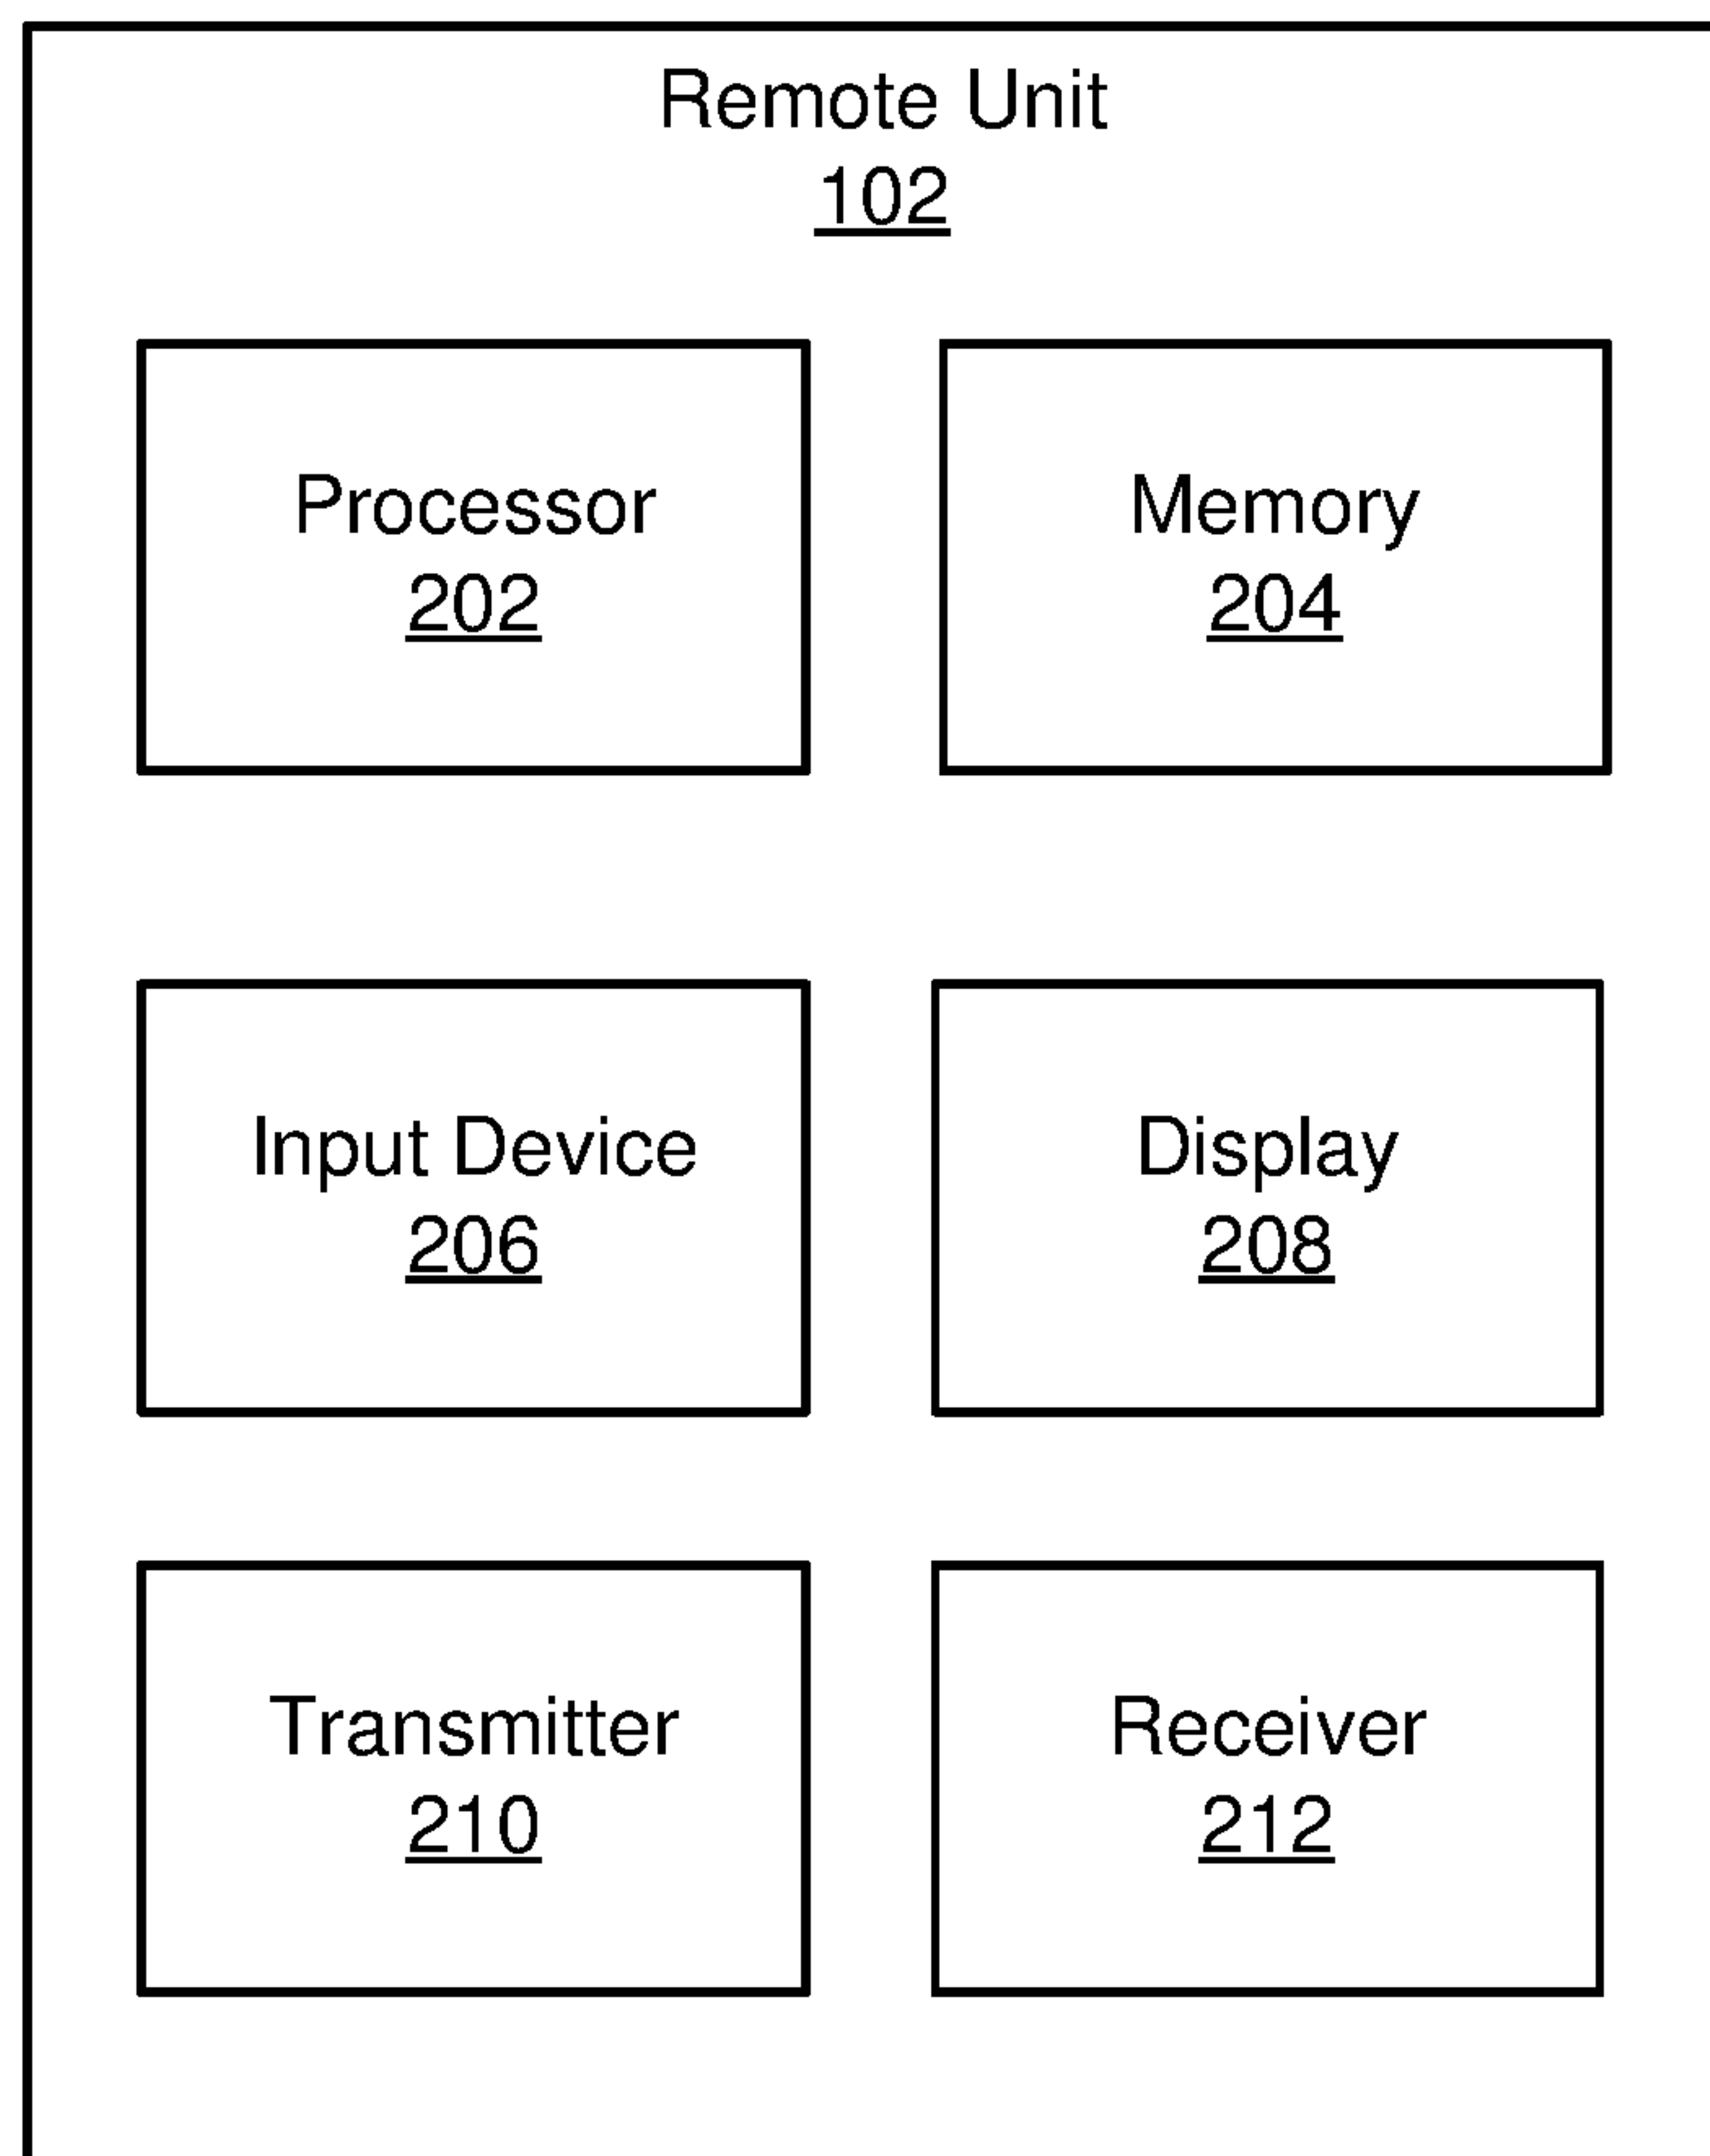 Remote Unit
102
Processor
202
Memory
204
Input Device
206
Display
208
Transmitter
210
Receiver
212